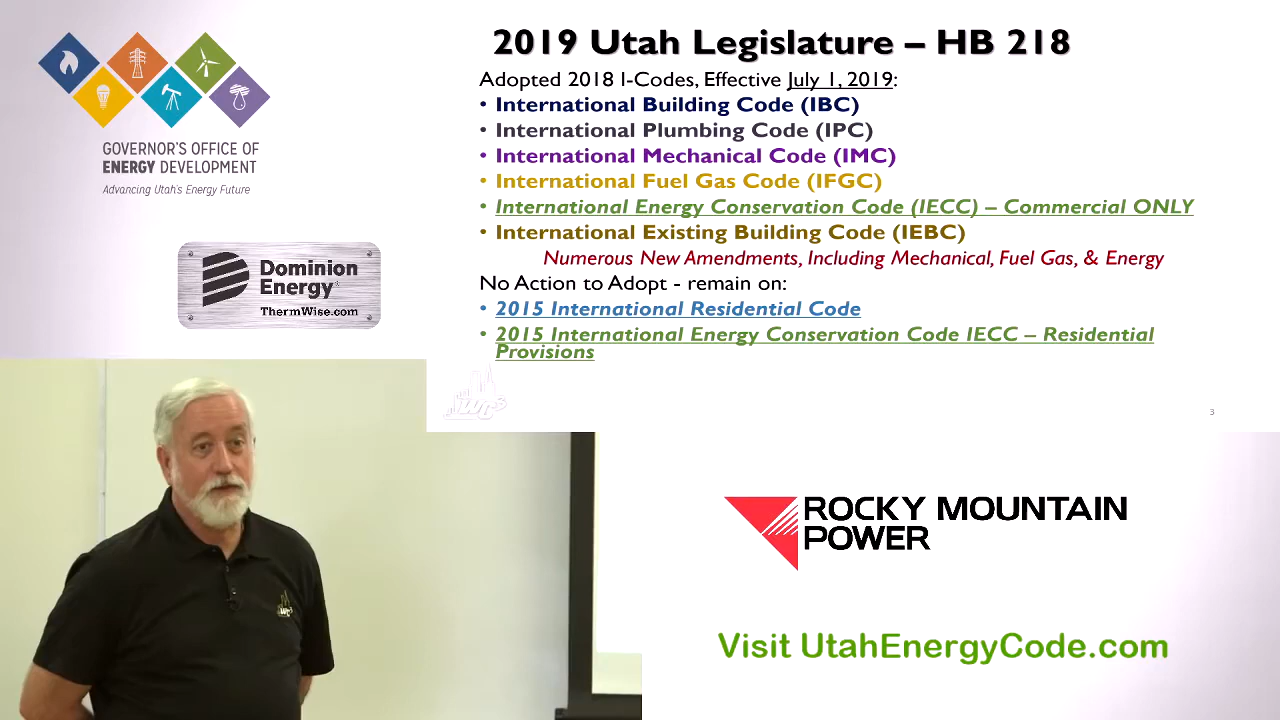 2019 Utah Legislature – HB 218
Adopted 2018 I-Codes, Effective July 1, 2019:
• International Building Code (IBC)
• International Plumbing Code (IPC)
• International Mechanical Code (IMC)
• International Fuel Gas Code (IFGC)
• International Energy Conservation Code (IECC) – Commercial ONLY
• International Existing Building Code (IEBC)
Numerous New Amendments, Including Mechanical, Fuel Gas, & Energy
No Action to Adopt - remain on:
• 2015 International Residential Code
• 2015 International Energy Conservation Code IECC – Residential
Provisions
3
GOVERNOR'S OFFICE OF
ENERGY DEVELOPMENT
Advancing Utah's Energy Future
Dominion
Energy®
ThermWise.com
WC3
WC3
ROCKY MOUNTAIN
POWER
Visit UtahEnergyCode.com